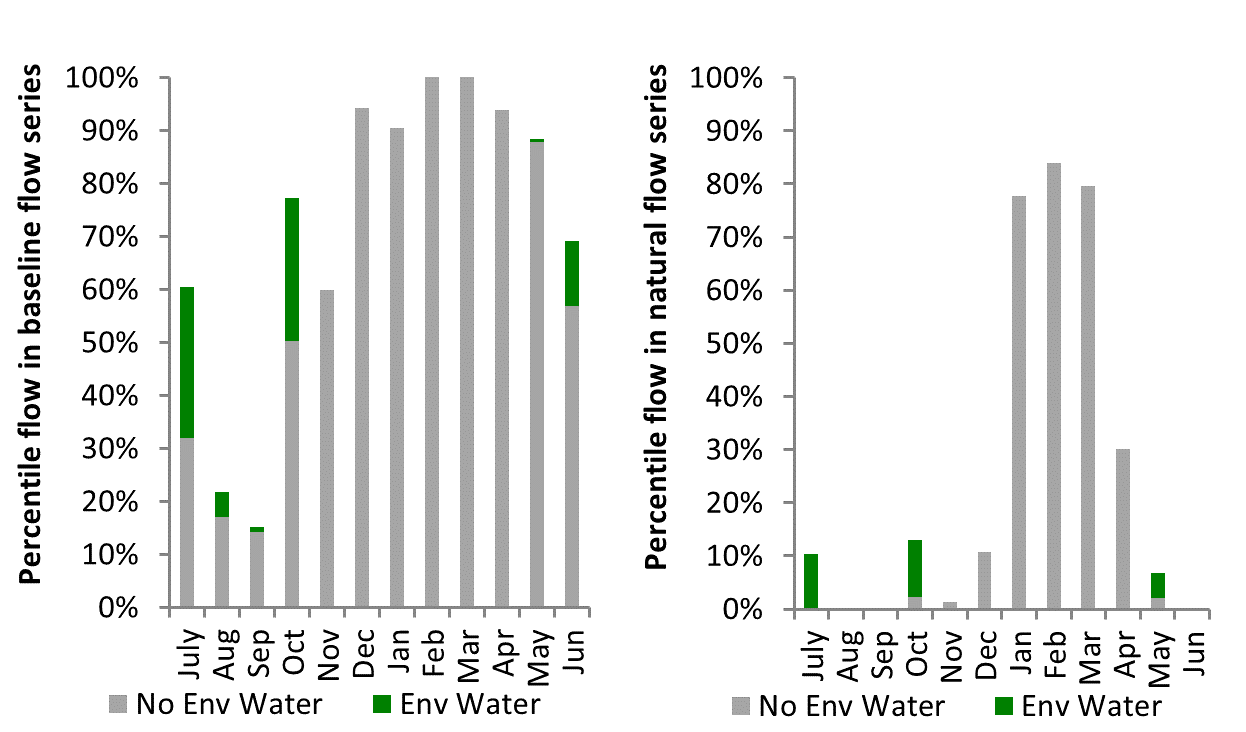 Percentile flow in baseline flow series
100%
90%
80%
70%
60%
50%
40%
30%
20%
10%
0%
July
Aug
Sep
Oct
Nov
Dec
Jan
Feb
Mar
Apr
May
Jun
No Env Water
Env Water
Percentile flow in natural flow series
100%
90%
80%
70%
60%
50%
40%
30%
20%
10%
0%
July
Aug
Sep
Oct
Nov
Dec
Jan
Feb
Mar
Apr
May
Jun
No Env Water
Env Water